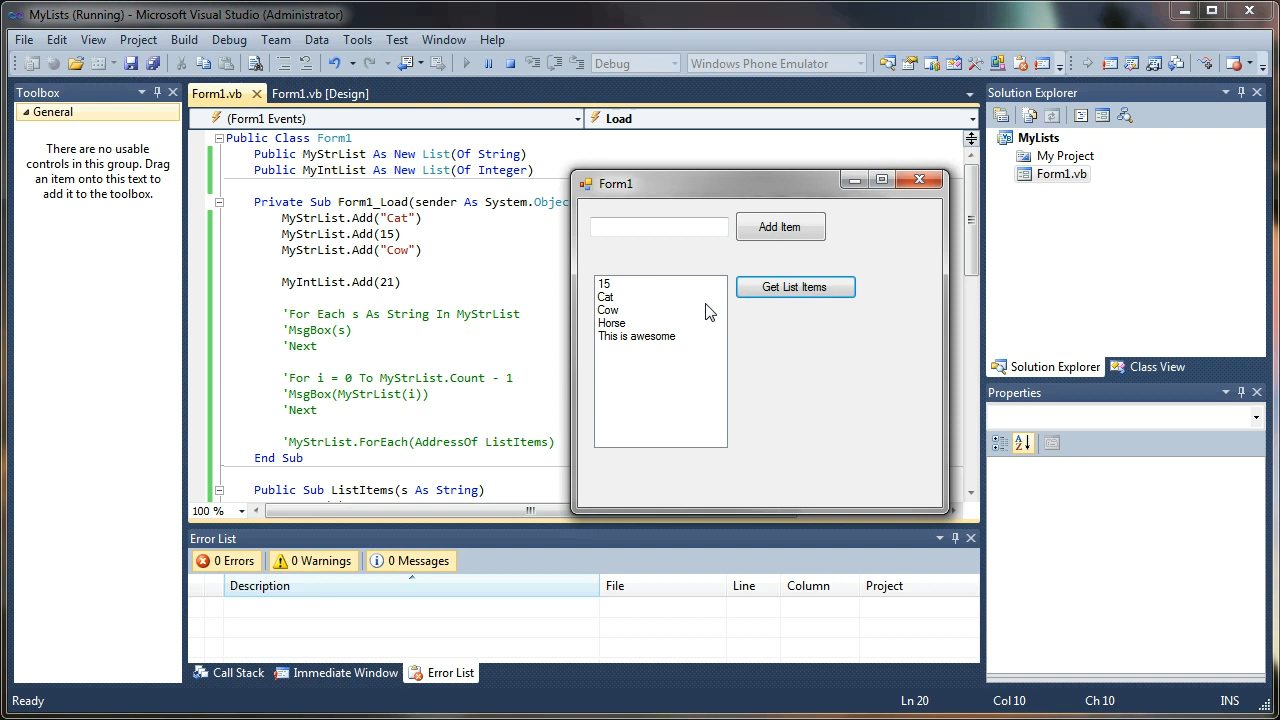 MyLists (Running) - Microsoft Visual Studio (Administrator)
File Edit View Project Build Debug Team Data Tools Test Window Help
Debug Windows Phone Emulator
Toolbox
General
There are no usable
controls in this group. Drag
an item onto this text to
add it to the toolbox.
Form1.vb Form1.vb [Design]
(Form1 Events) Load
Public Class Form1
Public MyStrList As New List(Of String)
Public MyIntList As New List(Of Integer)
Private Sub Form1_Load(sender As System.Objec
MyStrList.Add("Cat")
MyStrList.Add(15)
MyStrList.Add("Cow")
MyIntList.Add(21)
'For Each s As String In MyStrList
'MsgBox(s)
'Next
'For i = 0 To MyStrList.Count - 1
'MsgBox(MyStrList(i))
'Next
'MyStrList.ForEach(AddressOf ListItems)
End Sub
Public Sub ListItems(s As String)
100 %
Form1
Add Item
Get List Items
15
Cat
Cow
Horse
This is awesome
Solution Explorer
MyLists
My Project
Form1.vb
Solution Explorer Class View
Properties
Error List
0 Errors 0 Warnings 0 Messages
Description File Line Column Project
Call Stack Immediate Window Error List
Ready Ln 20 Col 10 Ch 10 INS